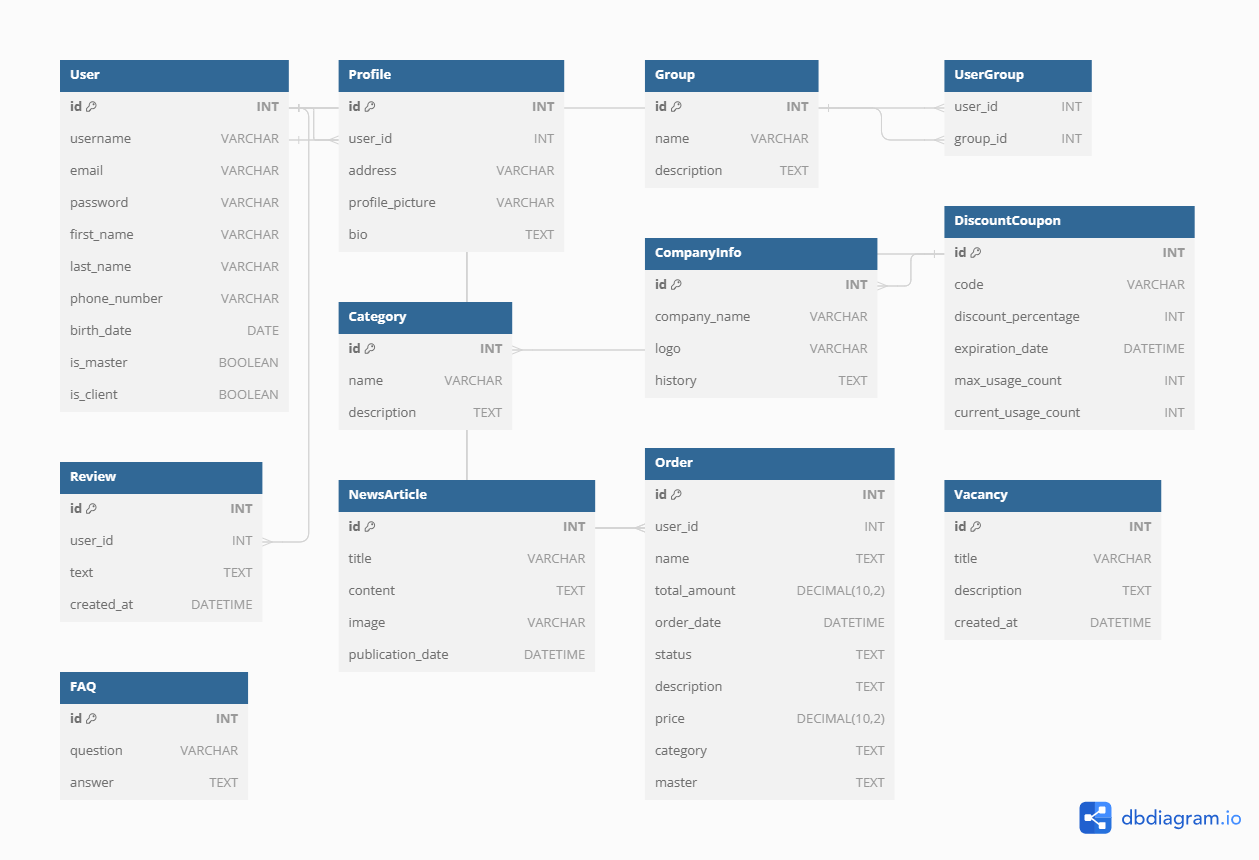 User
id INT
username VARCHAR
email VARCHAR
password VARCHAR
first_name VARCHAR
last_name VARCHAR
phone_number VARCHAR
birth_date DATE
is_master BOOLEAN
is_client BOOLEAN
Profile
id INT
user_id INT
address VARCHAR
profile_picture VARCHAR
bio TEXT
Group
id INT
name VARCHAR
description TEXT
UserGroup
user_id INT
group_id INT
DiscountCoupon
id INT
code VARCHAR
discount_percentage INT
expiration_date DATETIME
max_usage_count INT
current_usage_count INT
CompanyInfo
id INT
company_name VARCHAR
logo VARCHAR
history TEXT
Category
id INT
name VARCHAR
description TEXT
Review
id INT
user_id INT
text TEXT
created_at DATETIME
NewsArticle
id INT
title VARCHAR
content TEXT
image VARCHAR
publication_date DATETIME
Order
id INT
user_id INT
name TEXT
total_amount DECIMAL(10,2)
order_date DATETIME
status TEXT
description TEXT
price DECIMAL(10,2)
category TEXT
master TEXT
Vacancy
id INT
title VARCHAR
description TEXT
created_at DATETIME
FAQ
id INT
question VARCHAR
answer TEXT
dbdiagram.io